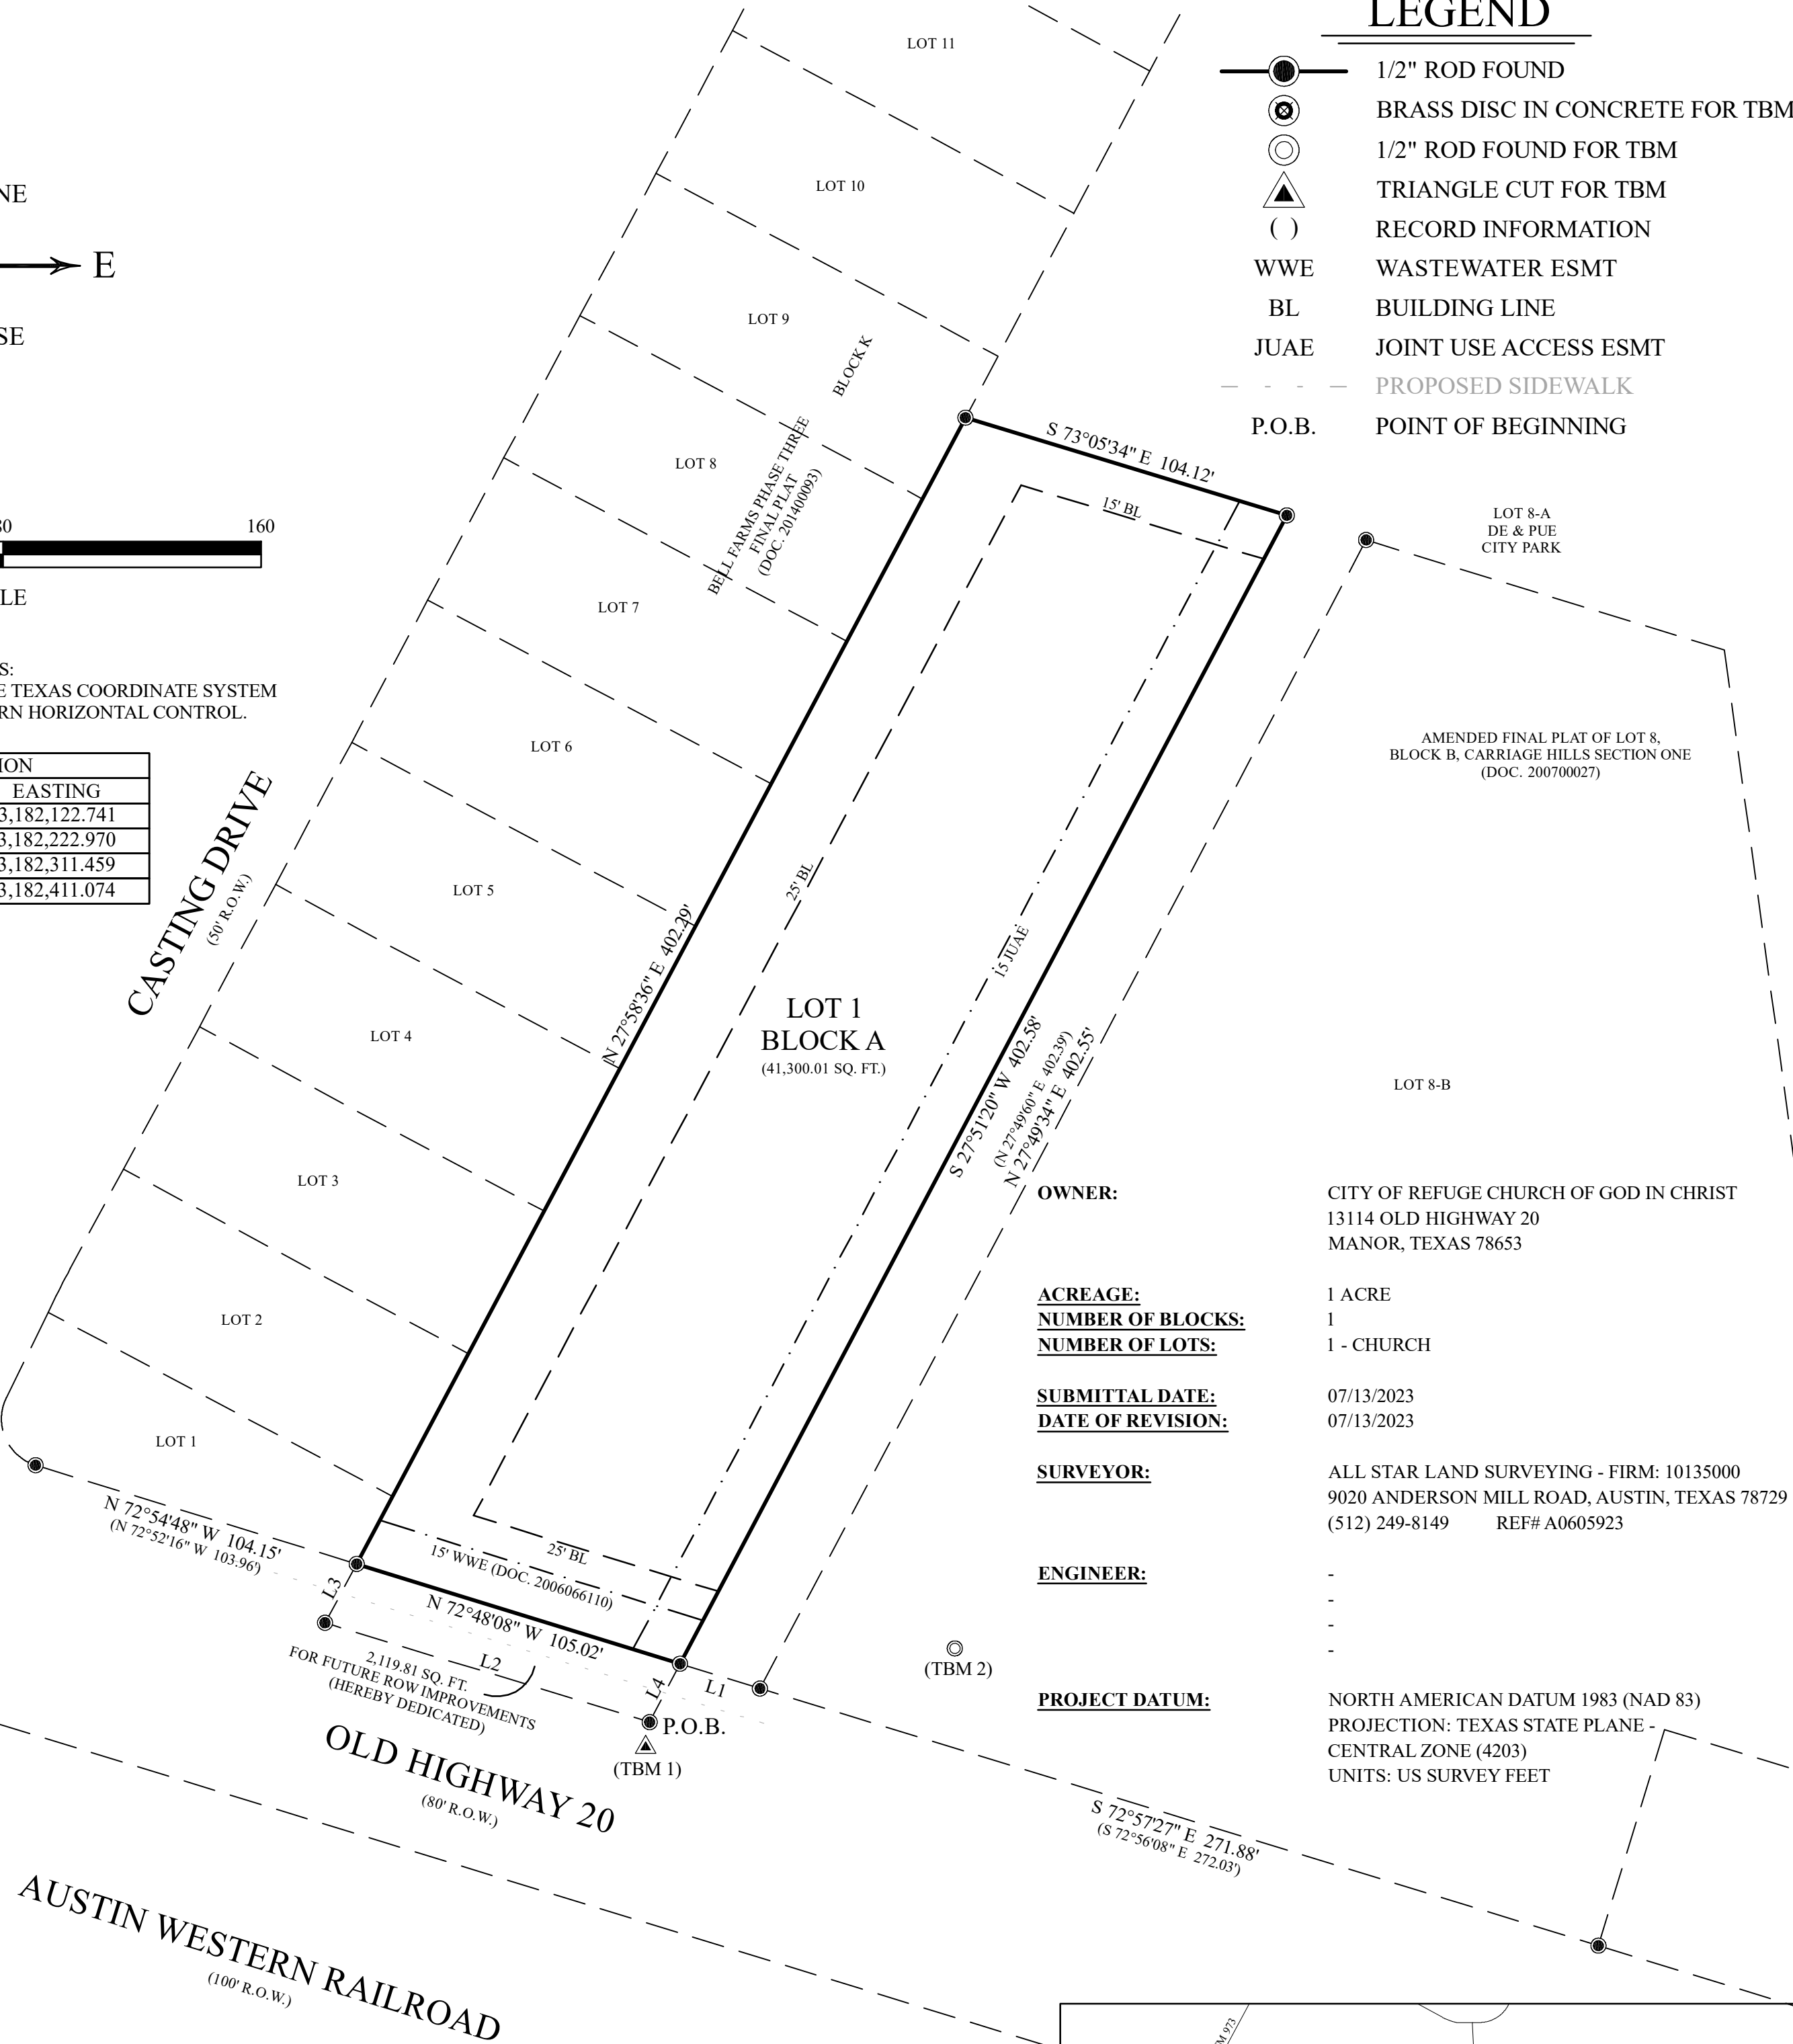 LEGEND
1/2" ROD FOUND
BRASS DISC IN CONCRETE FOR TBM
1/2" ROD FOUND FOR TBM
TRIANGLE CUT FOR TBM
( ) RECORD INFORMATION
WWE WASTEWATER ESMT
BL BUILDING LINE
JUAE JOINT USE ACCESS ESMT
PROPOSED SIDEWALK
P.O.B. POINT OF BEGINNING
NE
E
SE
80 160
LE
S:
E TEXAS COORDINATE SYSTEM
RN HORIZONTAL CONTROL.
ION
EASTING
3,182,122.741
3,182,222.970
3,182,311.459
3,182,411.074
LOT 11
LOT 10
LOT 9
BLOCK K
LOT 8
BELL FARMS PHASE THREE
FINAL PLAT
(DOC. 201400093)
LOT 7
LOT 6
LOT 5
LOT 4
LOT 3
LOT 2
LOT 1
CASTING DRIVE
(50' R.O.W.)
S 73°05'34" E 104.12'
15' BL
25' BL
N 27°58'36" E 402.29'
15 JUAE
LOT 1
BLOCK A
(41,300.01 SQ. FT.)
S 27°51'20" W 402.58'
(N 27°49'60" E 402.39')
N 27°49'34" E 402.55'
LOT 8-A
DE & PUE
CITY PARK
AMENDED FINAL PLAT OF LOT 8,
BLOCK B, CARRIAGE HILLS SECTION ONE
(DOC. 200700027)
LOT 8-B
OWNER: CITY OF REFUGE CHURCH OF GOD IN CHRIST
13114 OLD HIGHWAY 20
MANOR, TEXAS 78653
ACREAGE: 1 ACRE
NUMBER OF BLOCKS: 1
NUMBER OF LOTS: 1 - CHURCH
SUBMITTAL DATE: 07/13/2023
DATE OF REVISION: 07/13/2023
SURVEYOR: ALL STAR LAND SURVEYING - FIRM: 10135000
9020 ANDERSON MILL ROAD, AUSTIN, TEXAS 78729
(512) 249-8149 REF# A0605923
ENGINEER: -
-
-
-
PROJECT DATUM: NORTH AMERICAN DATUM 1983 (NAD 83)
PROJECTION: TEXAS STATE PLANE -
CENTRAL ZONE (4203)
UNITS: US SURVEY FEET
N 72°54'48" W 104.15'
(N 72°52'16" W 103.96')
25' BL
15' WWE (DOC. 2006066110)
N 72°48'08" W 105.02'
L3
L2
L4
L1
2,119.81 SQ. FT.
FOR FUTURE ROW IMPROVEMENTS
(HEREBY DEDICATED)
P.O.B.
(TBM 1)
(TBM 2)
OLD HIGHWAY 20
(80' R.O.W.)
S 72°57'27" E 271.88'
(S 72°56'08" E 272.03')
AUSTIN WESTERN RAILROAD
(100' R.O.W.)
M 973